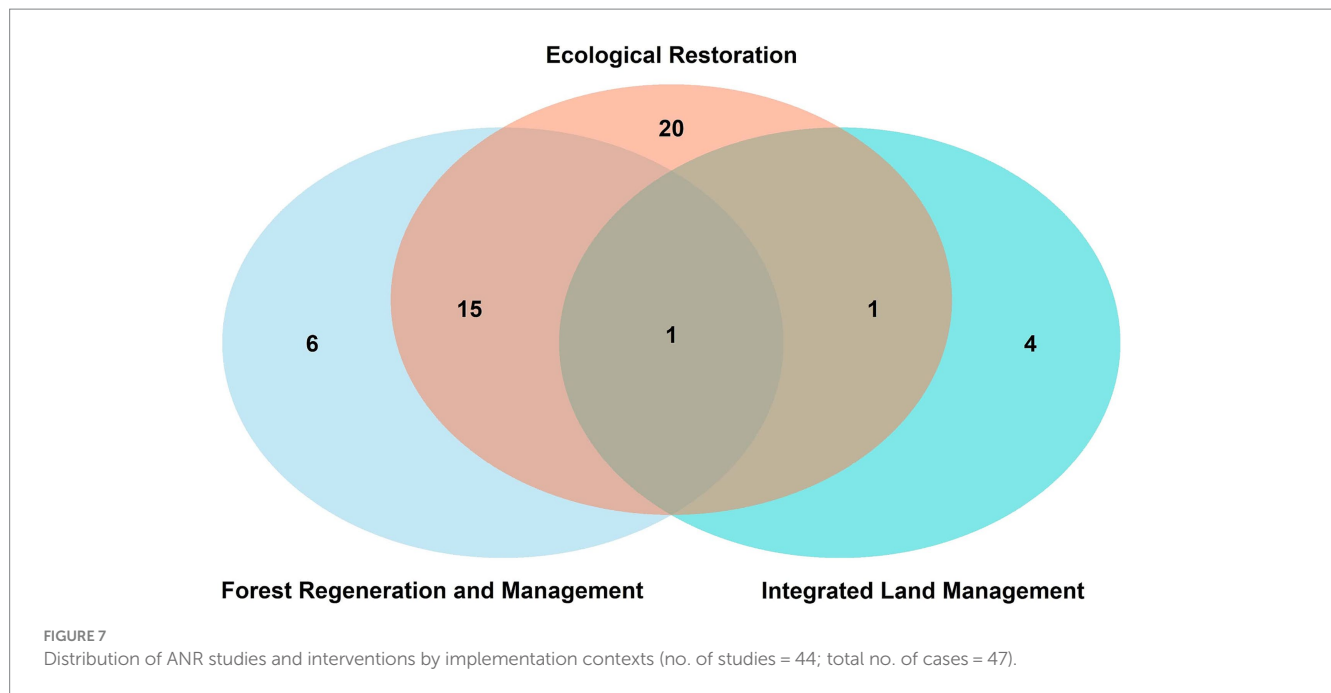 Ecological Restoration
20
15
1
6
1
4
Forest Regeneration and Management
Integrated Land Management
FIGURE 7
Distribution of ANR studies and interventions by implementation contexts (no. of studies = 44; total no. of cases = 47).